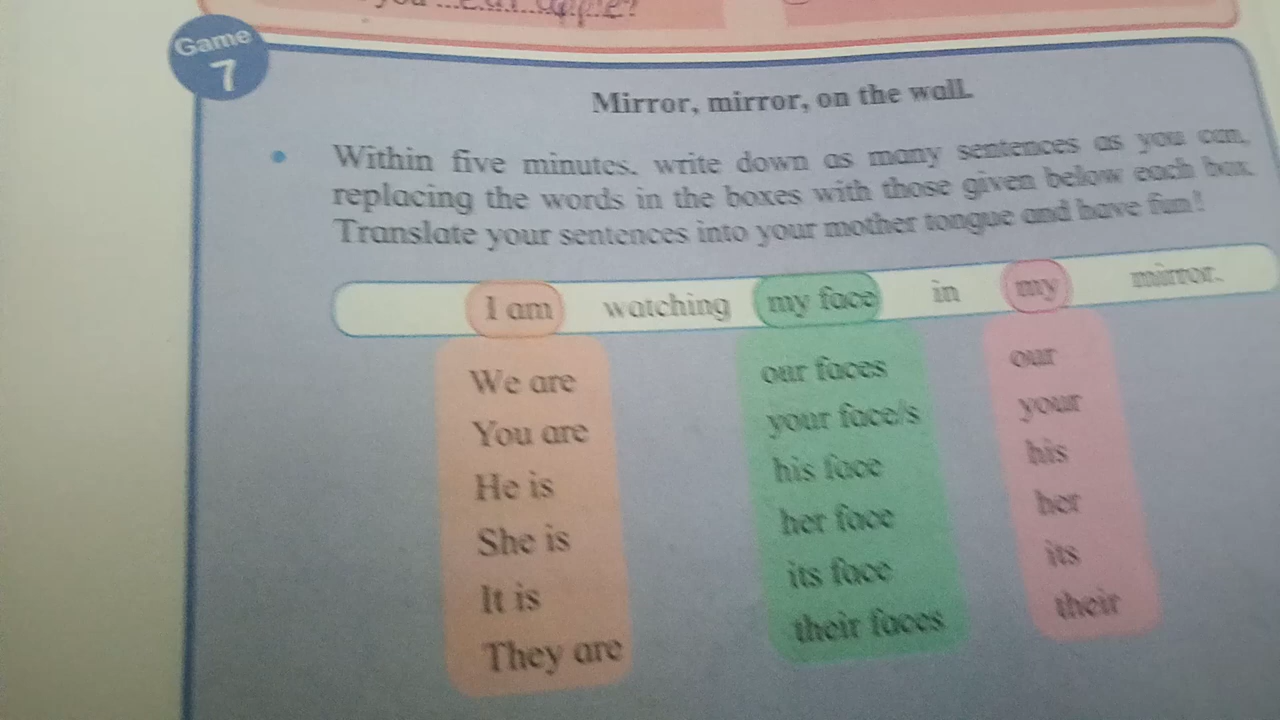 Game
7
Mirror, mirror, on the wall.
• Within five minutes, write down as many sentences as you can,
replacing the words in the boxes with those given below each box.
Translate your sentences into your mother tongue and have fun!
I am watching my face in my mirror.
We are our faces our
You are your face/s your
He is his face his
She is her face her
It is its face its
They are their faces their